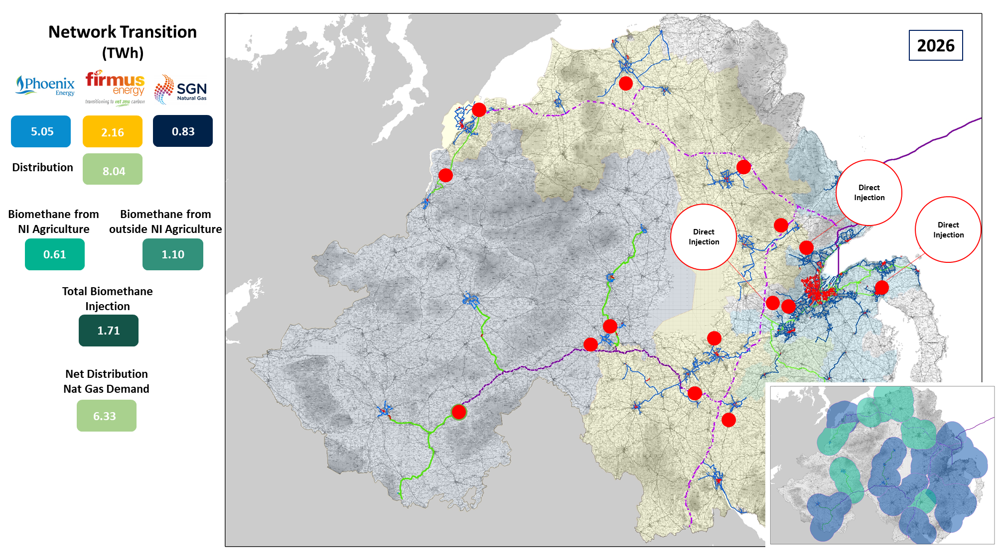 Network Transition
(TWh)
Phoenix
Energy
firmus
energy
transitioning to net zero carbon
SGN
Natural Gas
5.05
2.16
0.83
Distribution
8.04
Biomethane from
NI Agriculture
Biomethane from
outside NI Agriculture
0.61
1.10
Total Biomethane
Injection
1.71
Net Distribution
Nat Gas Demand
6.33
2026
Direct
Injection
Direct
Injection
Direct
Injection